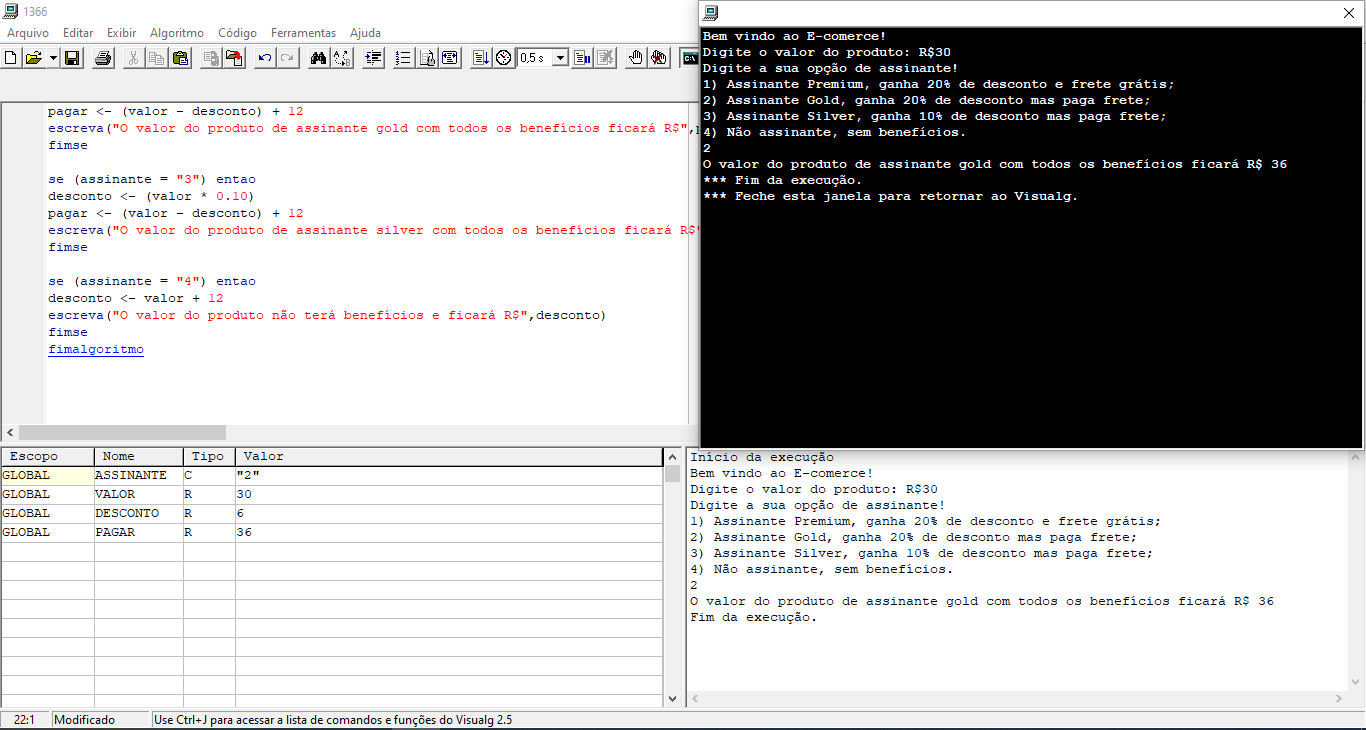 1366
Arquivo Editar Exibir Algoritmo Código Ferramentas Ajuda
0,5 s
pagar <- (valor - desconto) + 12
escreva("O valor do produto de assinante gold com todos os benefícios ficará R$",
fimse
se (assinante = "3") entao
desconto <- (valor * 0.10)
pagar <- (valor - desconto) + 12
escreva("O valor do produto de assinante silver com todos os benefícios ficará R$"
fimse
se (assinante = "4") entao
desconto <- valor + 12
escreva("O valor do produto não terá benefícios e ficará R$",desconto)
fimse
fimalgoritmo
Bem vindo ao E-comerce!
Digite o valor do produto: R$30
Digite a sua opção de assinante!
1) Assinante Premium, ganha 20% de desconto e frete grátis;
2) Assinante Gold, ganha 20% de desconto mas paga frete;
3) Assinante Silver, ganha 10% de desconto mas paga frete;
4) Não assinante, sem benefícios.
2
O valor do produto de assinante gold com todos os benefícios ficará R$ 36
*** Fim da execução.
*** Feche esta janela para retornar ao Visualg.
Escopo Nome Tipo Valor
GLOBAL ASSINANTE C "2"
GLOBAL VALOR R 30
GLOBAL DESCONTO R 6
GLOBAL PAGAR R 36
Início da execução
Bem vindo ao E-comerce!
Digite o valor do produto: R$30
Digite a sua opção de assinante!
1) Assinante Premium, ganha 20% de desconto e frete grátis;
2) Assinante Gold, ganha 20% de desconto mas paga frete;
3) Assinante Silver, ganha 10% de desconto mas paga frete;
4) Não assinante, sem benefícios.
2
O valor do produto de assinante gold com todos os benefícios ficará R$ 36
Fim da execução.
22:1 Modificado Use Ctrl+J para acessar a lista de comandos e funções do Visualg 2.5